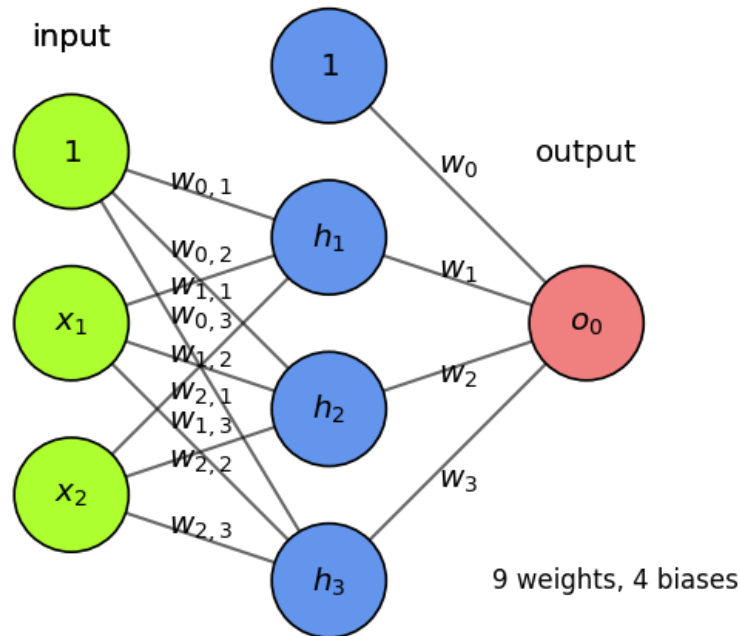 input
1
1
output
w₀
w₀,₁
h₁
w₀,₂
w₁
w₁,₁
w₀,₃
x₁
o₀
w₁,₂
w₂
w₂,₁
h₂
w₁,₃
w₂,₂
w₃
x₂
w₂,₃
h₃
9 weights, 4 biases